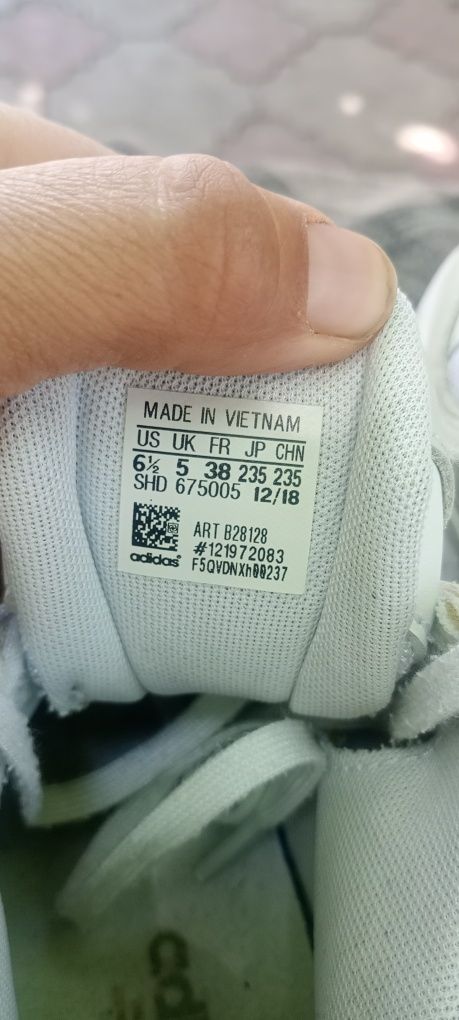 MADE IN VIETNAM
US UK FR JP CHN
6½ 5 38 235 235
SHD 675005 12/18
ART B28128
#121972083
adidas F5QVDNXh00237